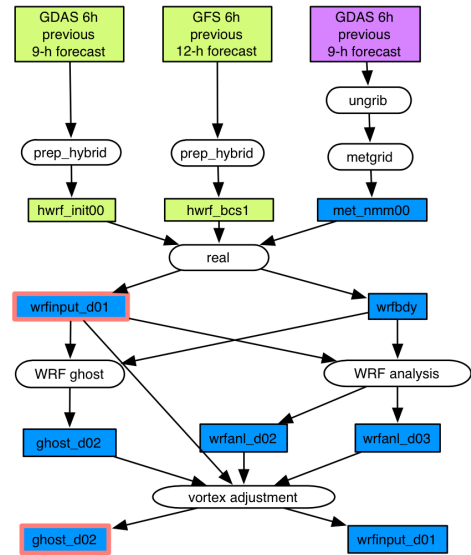 GDAS 6h
previous
9-h forecast
GFS 6h
previous
12-h forecast
GDAS 6h
previous
9-h forecast
ungrib
prep_hybrid
prep_hybrid
metgrid
hwrf_init00
hwrf_bcs1
met_nmm00
real
wrfinput_d01
wrfbdy
WRF ghost
WRF analysis
ghost_d02
wrfanl_d02
wrfanl_d03
vortex adjustment
ghost_d02
wrfinput_d01